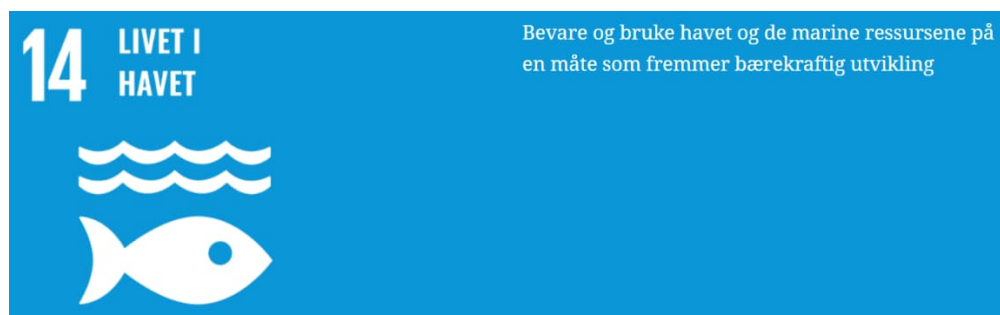 14
LIVET I
HAVET
Bevare og bruke havet og de marine ressursene på
en måte som fremmer bærekraftig utvikling